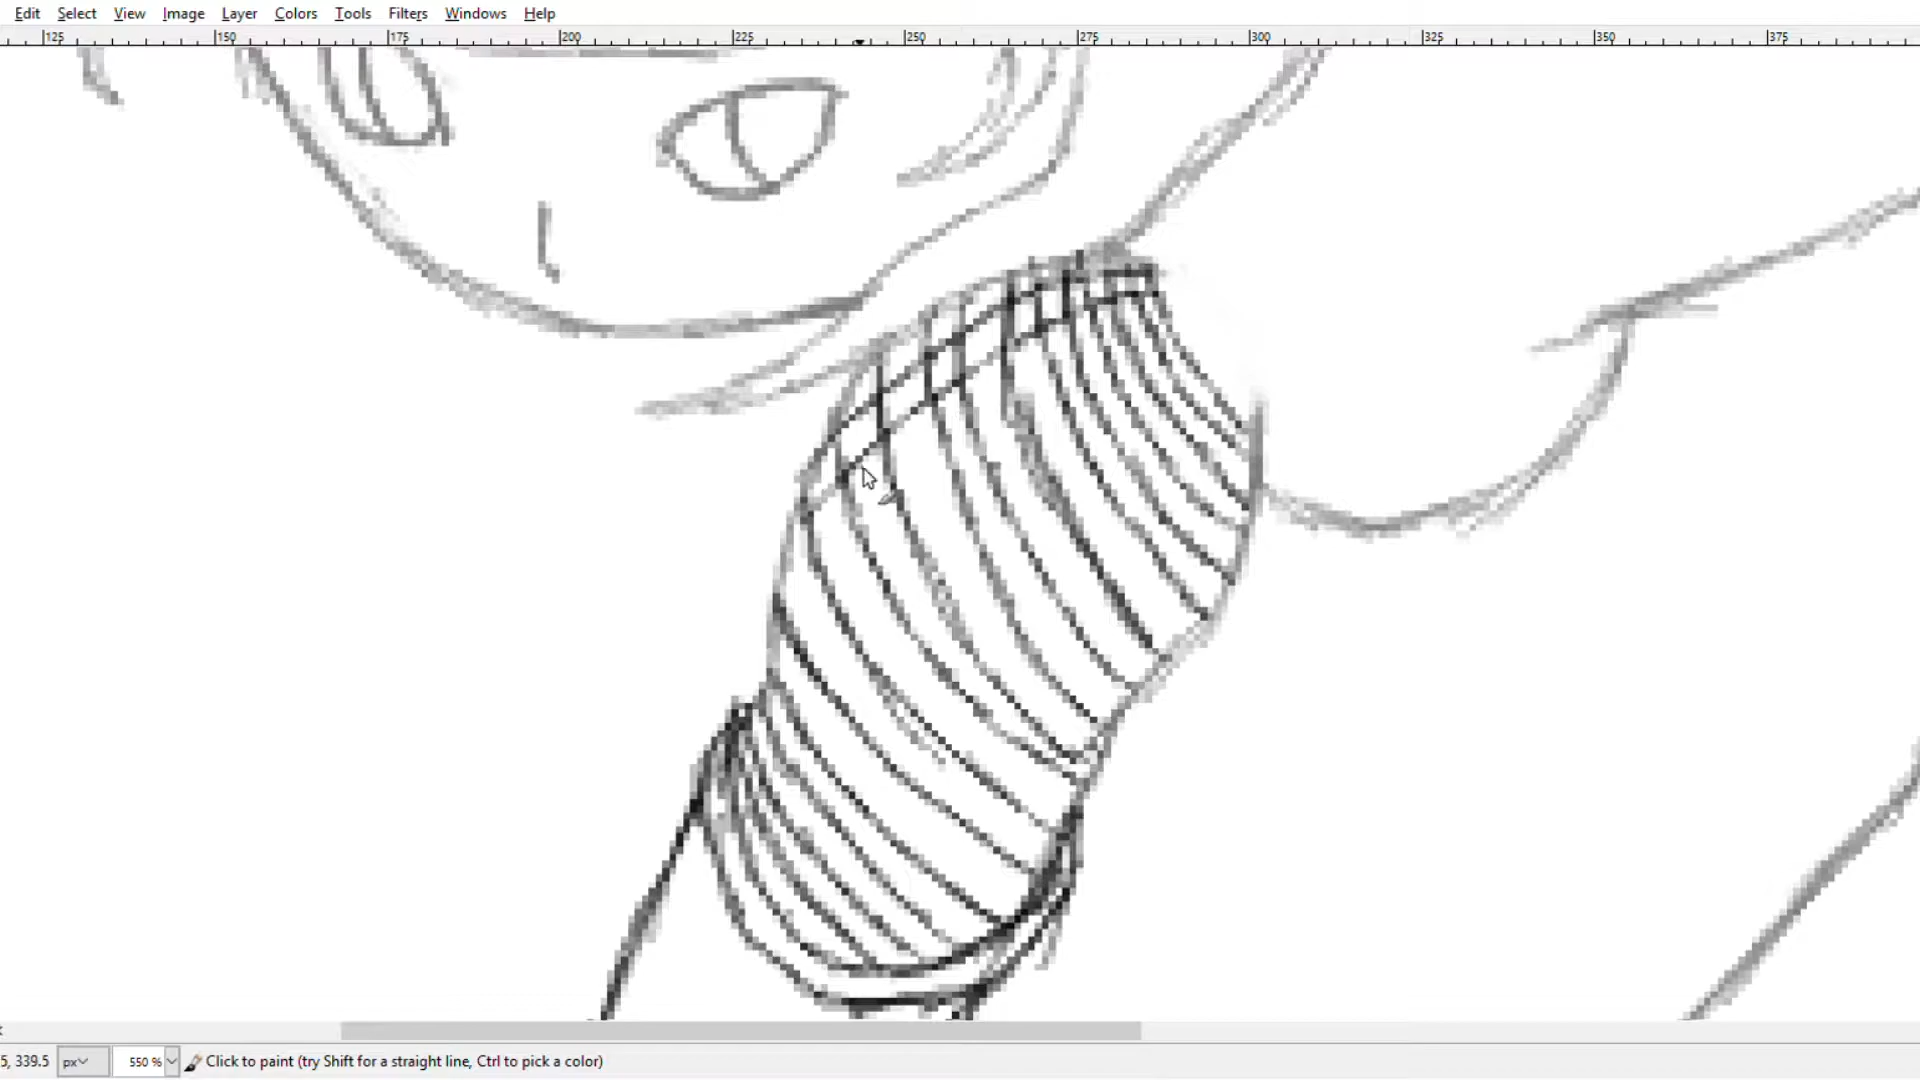 Edit Select View Image Layer Colors Tools Filters Windows Help
125 150 175 200 225 250 275 300 325 350 375
5, 339.5 px 550 % Click to paint (try Shift for a straight line, Ctrl to pick a color)